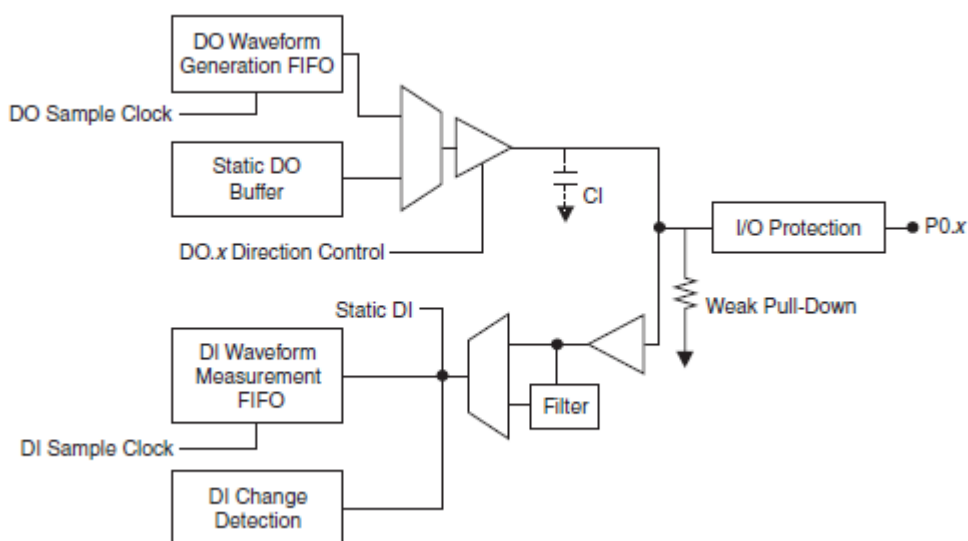 DO Waveform
Generation FIFO
DO Sample Clock
Static DO
Buffer
CI
I/O Protection
P0.x
DO.x Direction Control
Weak Pull-Down
Static DI
DI Waveform
Measurement
FIFO
Filter
DI Sample Clock
DI Change
Detection